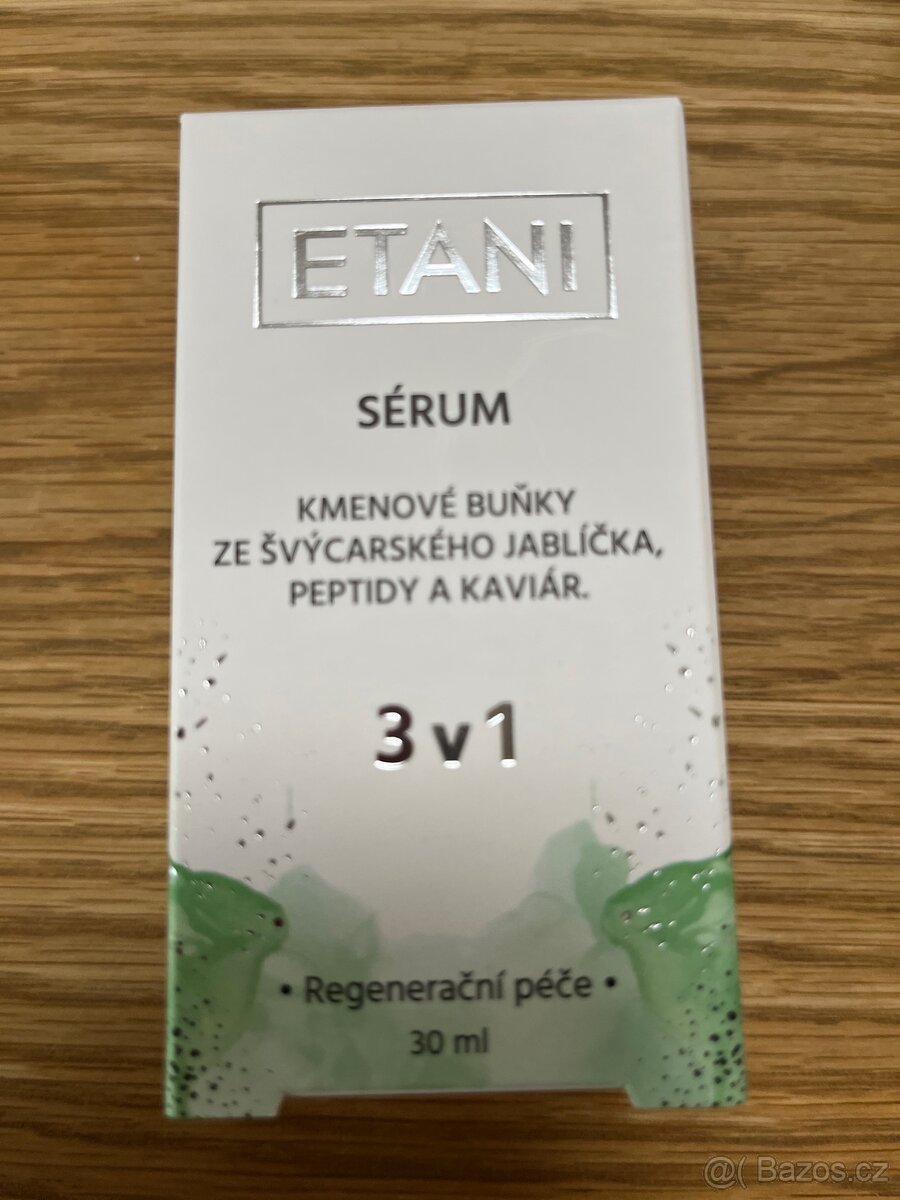 ETANI
SÉRUM
KMENOVÉ BUŇKY
ZE ŠVÝCARSKÉHO JABLÍČKA,
PEPTIDY A KAVIÁR.
3 v 1
• Regenerační péče •
30 ml
@( Bazos.cz